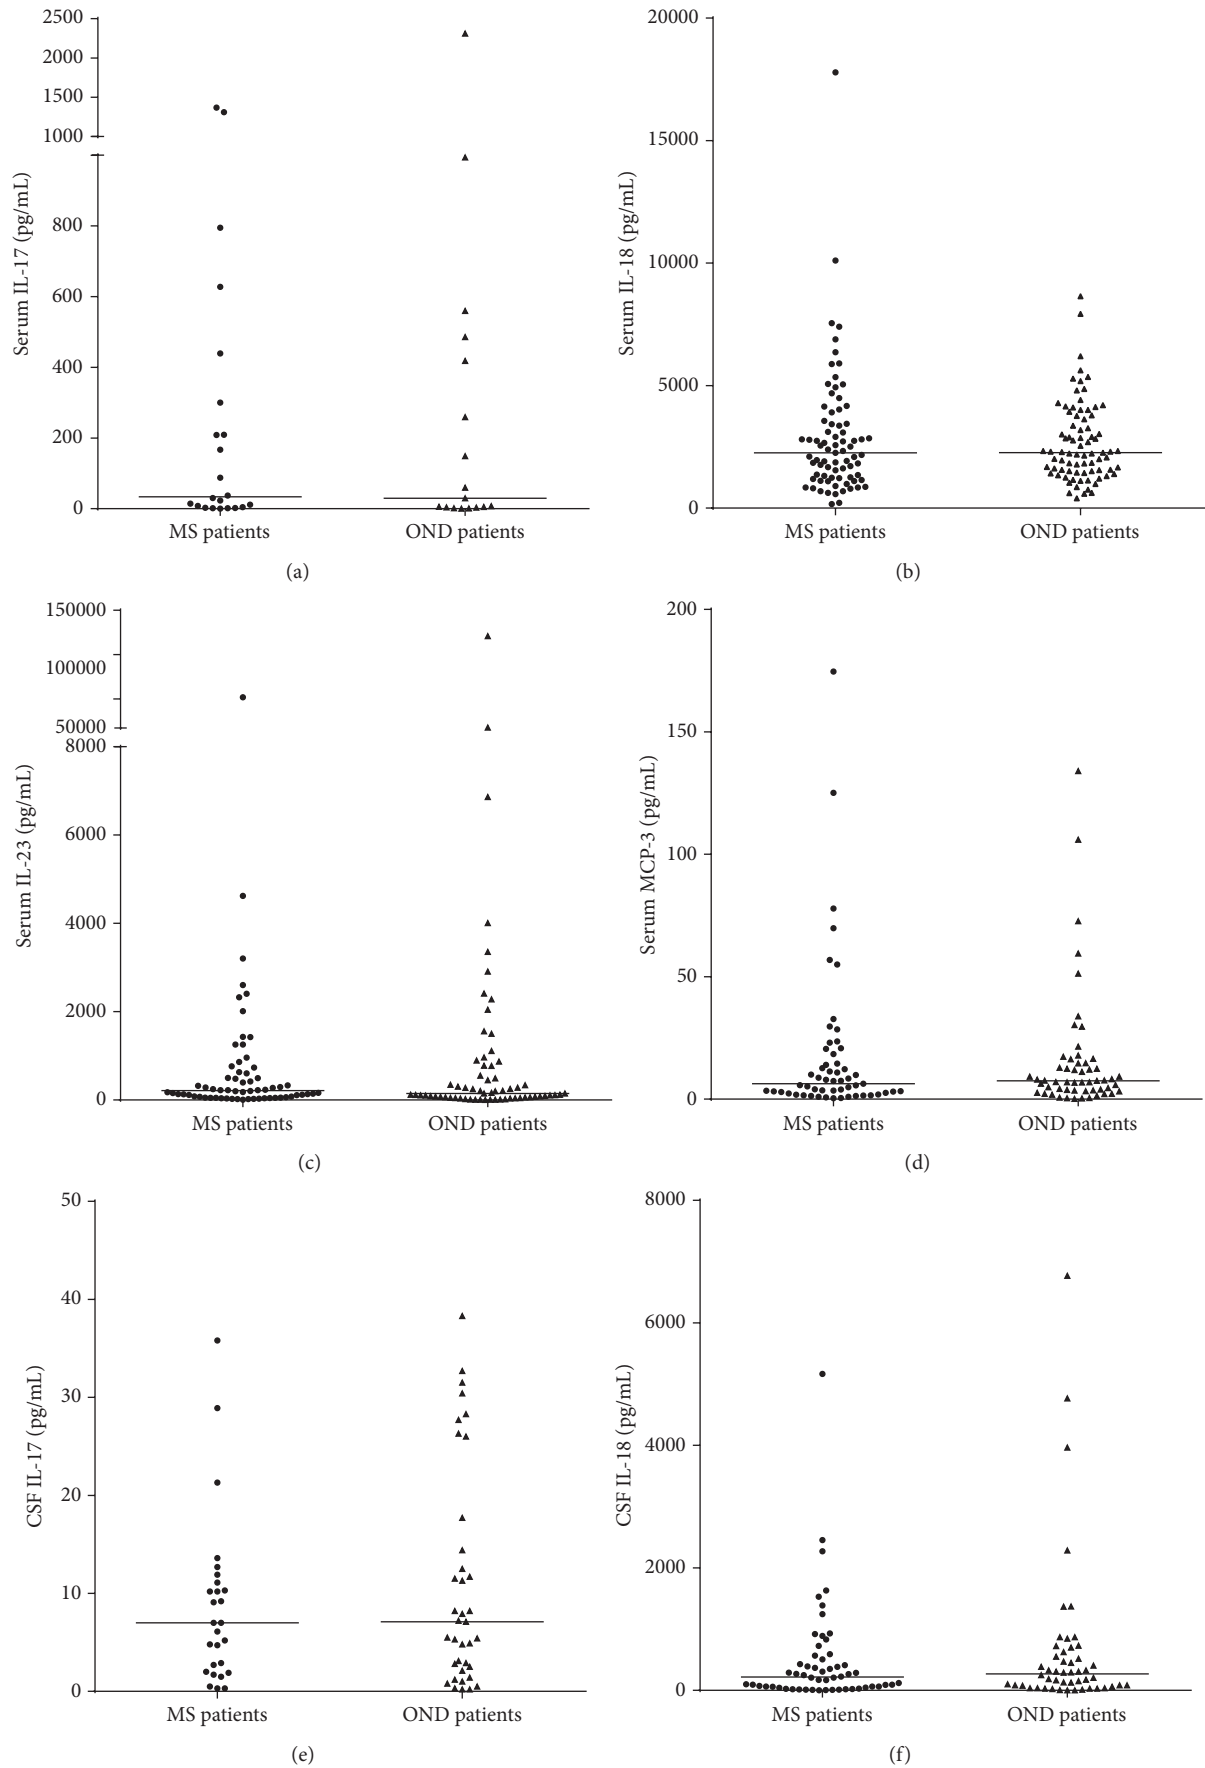 2500
2000
1500
1000
800
600
400
200
0
Serum IL-17 (pg/mL)
MS patients
OND patients
(a)
20000
15000
10000
5000
0
Serum IL-18 (pg/mL)
MS patients
OND patients
(b)
150000
100000
50000
8000
6000
4000
2000
0
Serum IL-23 (pg/mL)
MS patients
OND patients
(c)
200
150
100
50
0
Serum MCP-3 (pg/mL)
MS patients
OND patients
(d)
50
40
30
20
10
0
CSF IL-17 (pg/mL)
MS patients
OND patients
(e)
8000
6000
4000
2000
0
CSF IL-18 (pg/mL)
MS patients
OND patients
(f)